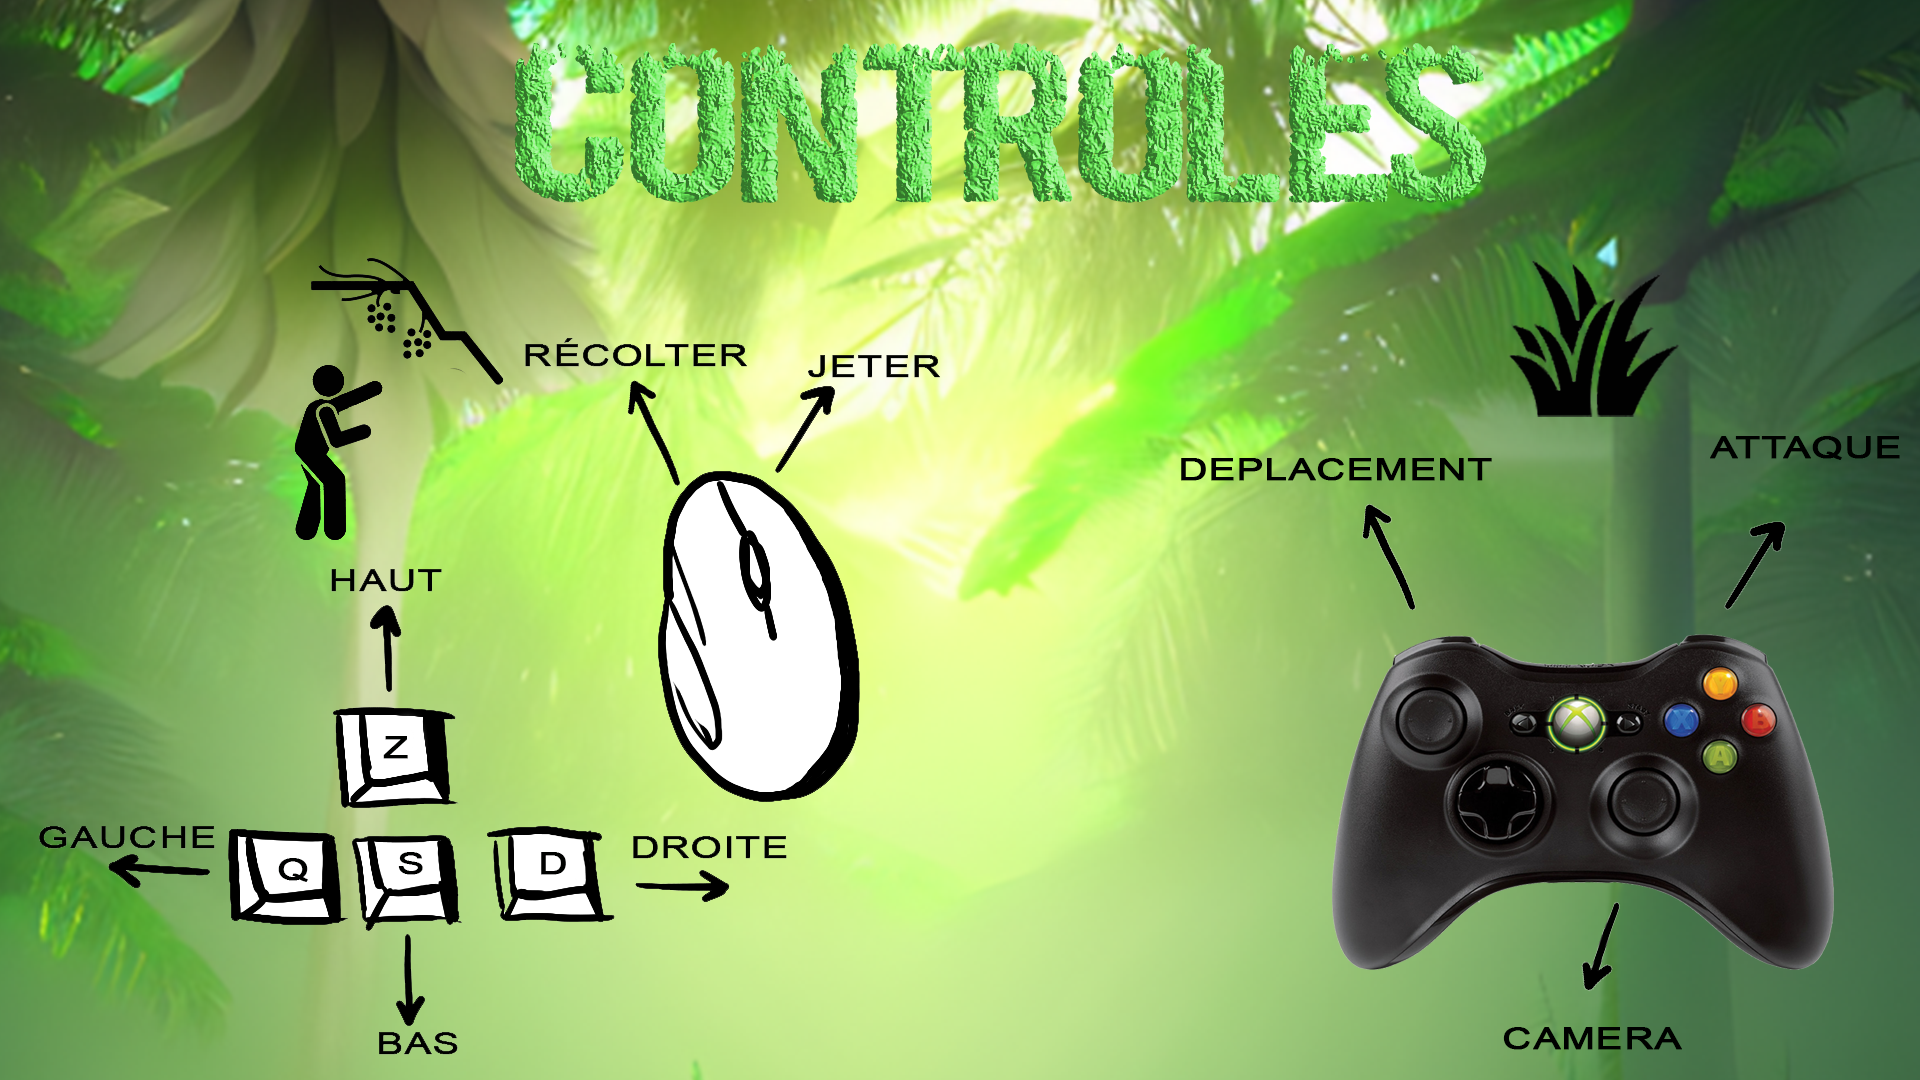 CONTROLES
RÉCOLTER
JETER
HAUT
Z
GAUCHE
Q
S
D
DROITE
BAS
DEPLACEMENT
ATTAQUE
Y
X
B
A
CAMERA